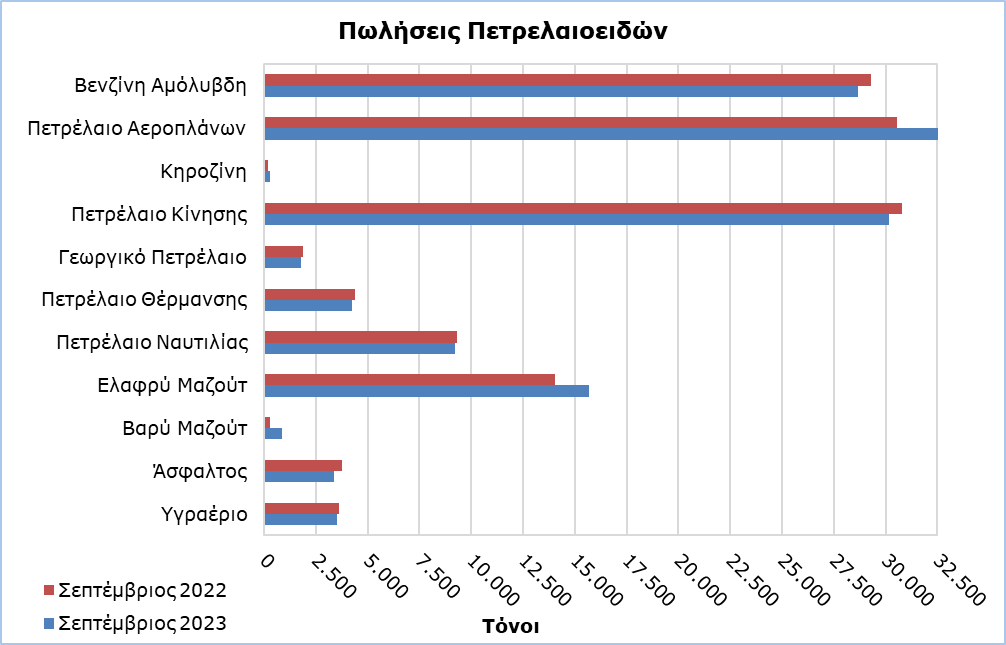 Πωλήσεις Πετρελαιοειδών
Βενζίνη Αμόλυβδη
Πετρέλαιο Αεροπλάνων
Κηροζίνη
Πετρέλαιο Κίνησης
Γεωργικό Πετρέλαιο
Πετρέλαιο Θέρμανσης
Πετρέλαιο Ναυτιλίας
Ελαφρύ Μαζούτ
Βαρύ Μαζούτ
Άσφαλτος
Υγραέριο
0 2.500 5.000 7.500 10.000 12.500 15.000 17.500 20.000 22.500 25.000 27.500 30.000 32.500
Σεπτέμβριος 2022
Σεπτέμβριος 2023
Τόνοι